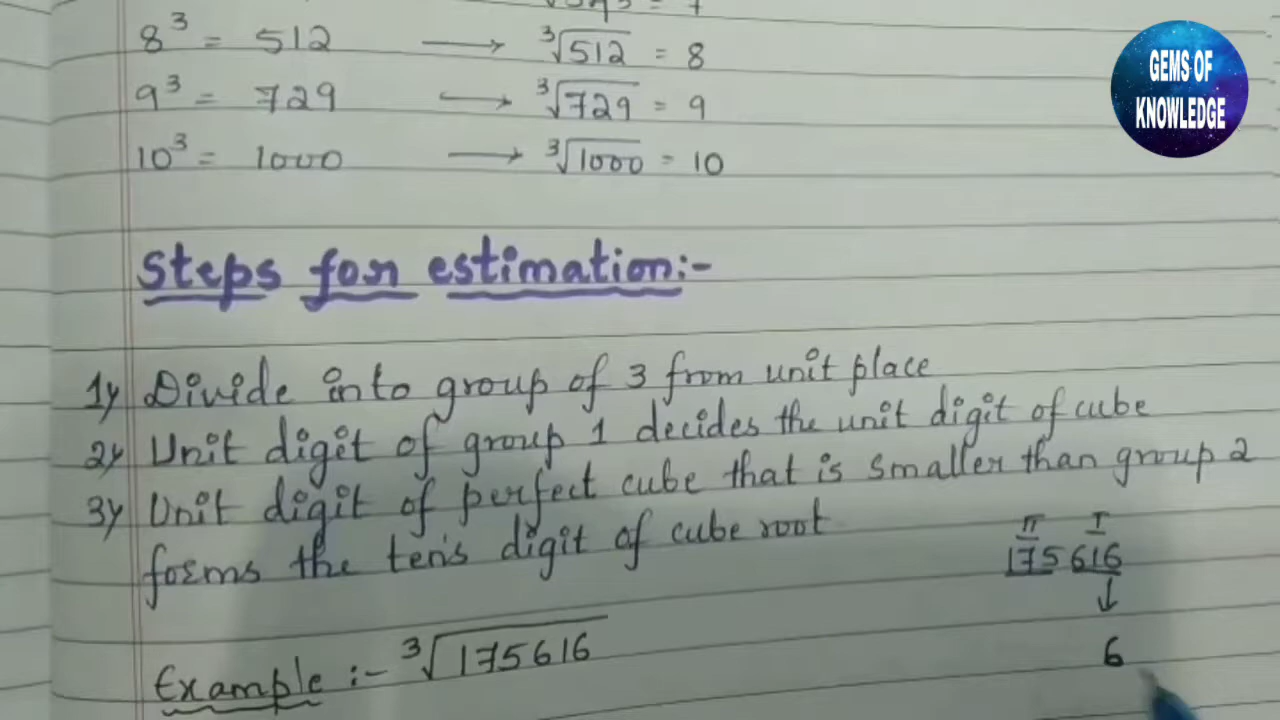 8³ = 512 → ³√512 = 8
9³ = 729 → ³√729 = 9
10³ = 1000 → ³√1000 = 10
GEMS OF
KNOWLEDGE
Steps for estimation:-
1) Divide into group of 3 from unit place
2) Unit digit of group 1 decides the unit digit of cube
3) Unit digit of perfect cube that is smaller than group 2
forms the ten's digit of cube root
II I
175 616
↓
6
Example :- ³√175616